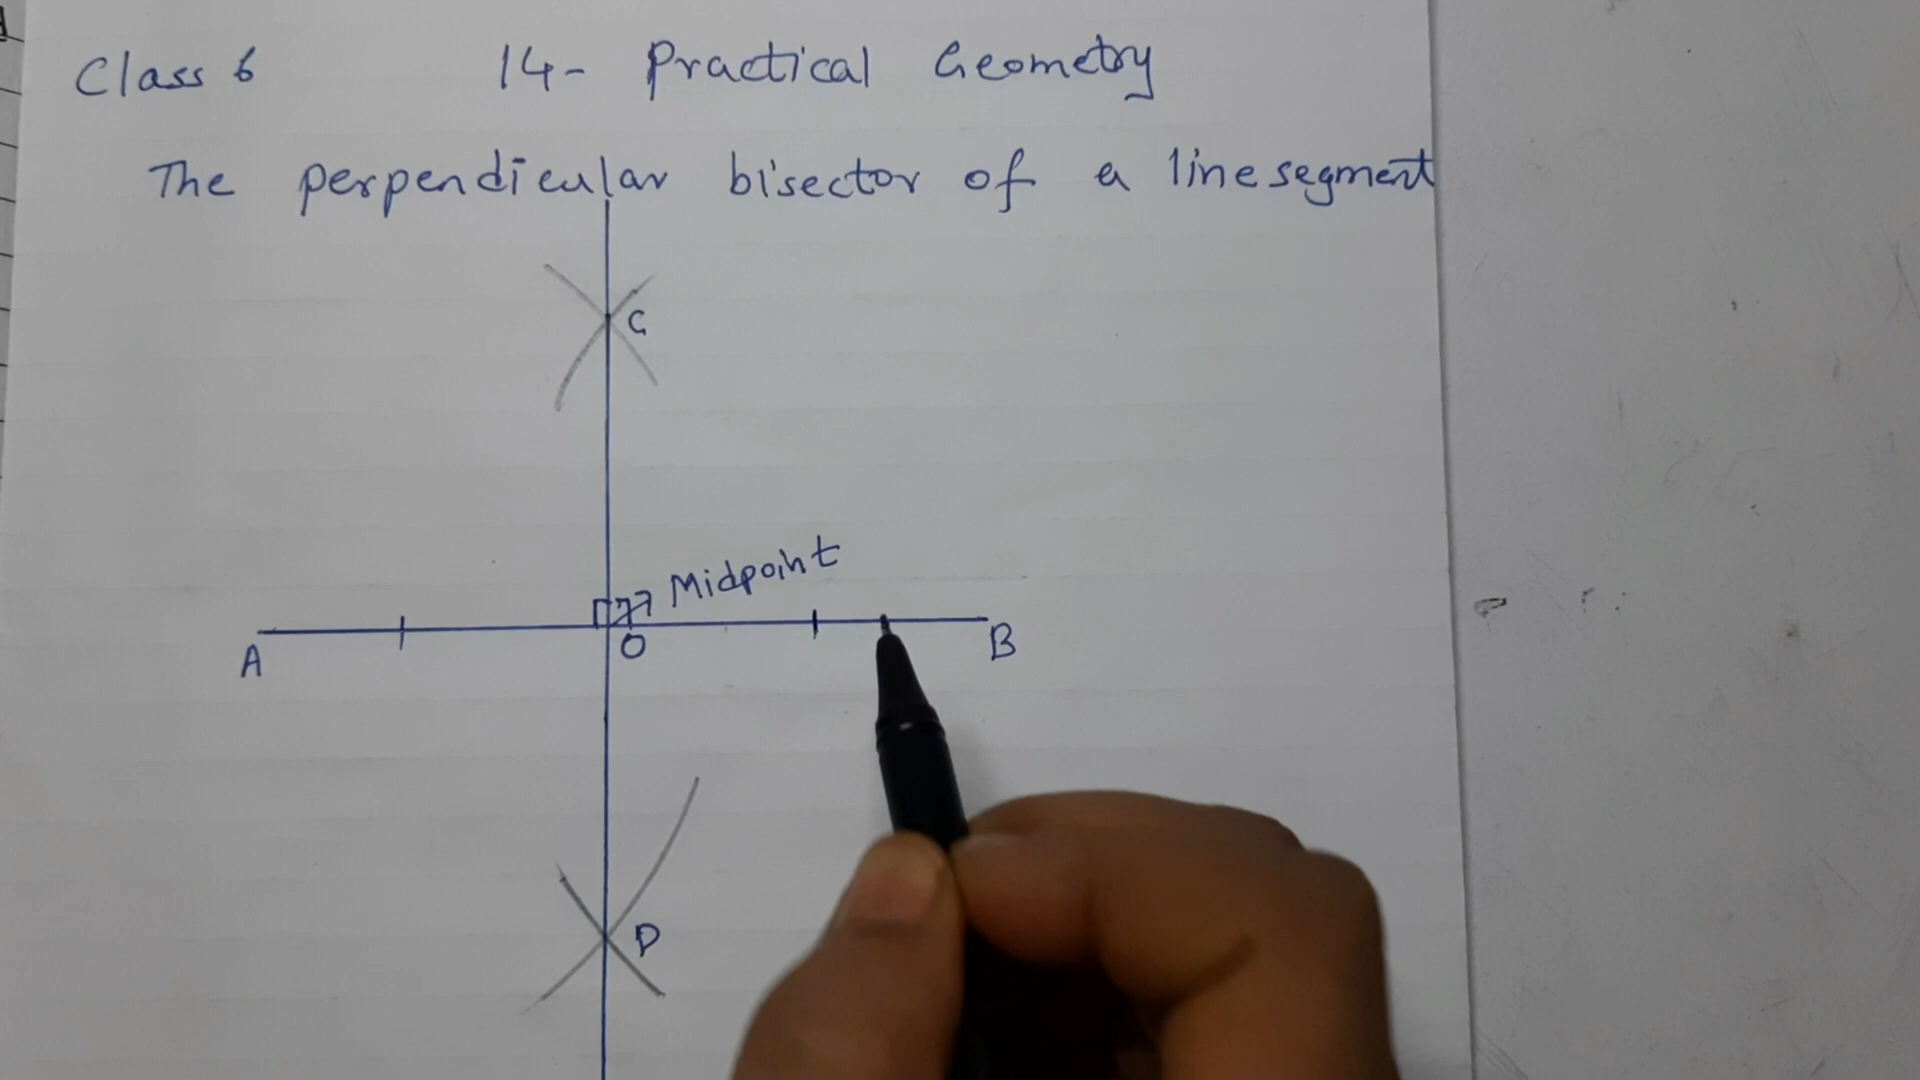 Class 6 14- Practical Geometry
The perpendicular bisector of a line segment
C
Midpoint
A O B
D